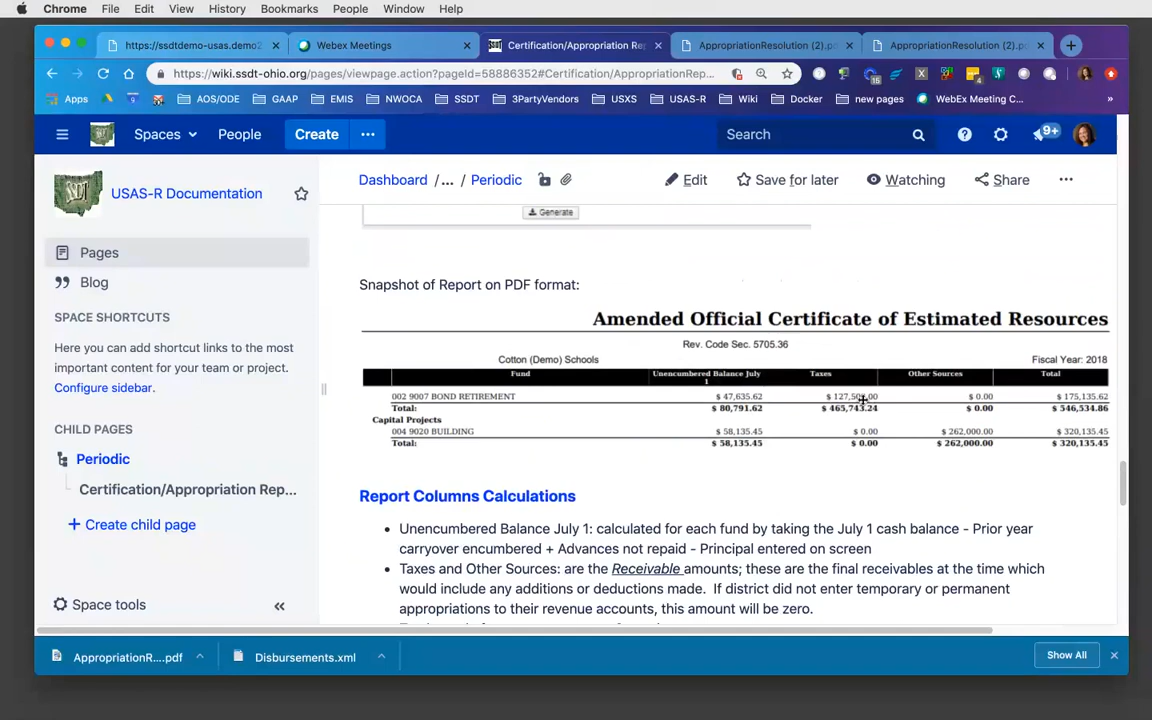 Chrome File Edit View History Bookmarks People Window Help
https://ssdtdemo-usas.demo2 Webex Meetings Certification/Appropriation Re AppropriationResolution (2).pd AppropriationResolution (2).pd
https://wiki.ssdt-ohio.org/pages/viewpage.action?pageId=58886352#Certification/AppropriationRep...
Apps AOS/ODE GAAP EMIS NWOCA SSDT 3PartyVendors USXS USAS-R Wiki Docker new pages WebEx Meeting C... »
Spaces People Create ... Search 9+
USAS-R Documentation
Pages
Blog
SPACE SHORTCUTS
Here you can add shortcut links to the most
important content for your team or project.
Configure sidebar.
CHILD PAGES
Periodic
Certification/Appropriation Rep...
+ Create child page
Space tools «
Dashboard /... / Periodic Edit Save for later Watching Share ...
Generate
Snapshot of Report on PDF format:
Amended Official Certificate of Estimated Resources
Rev. Code Sec. 5705.36
Cotton (Demo) Schools Fiscal Year: 2018
Fund Unencumbered Balance July 1 Taxes Other Sources Total
002 9007 BOND RETIREMENT $ 47,635.62 $ 127,500.00 $ 0.00 $ 175,135.62
Total: $ 80,791.62 $ 465,743.24 $ 0.00 $ 546,534.86
Capital Projects
004 9020 BUILDING $ 58,135.45 $ 0.00 $ 262,000.00 $ 320,135.45
Total: $ 58,135.45 $ 0.00 $ 262,000.00 $ 320,135.45
Report Columns Calculations
• Unencumbered Balance July 1: calculated for each fund by taking the July 1 cash balance - Prior year
carryover encumbered + Advances not repaid - Principal entered on screen
• Taxes and Other Sources: are the Receivable amounts; these are the final receivables at the time which
would include any additions or deductions made. If district did not enter temporary or permanent
appropriations to their revenue accounts, this amount will be zero.
AppropriationR....pdf Disbursements.xml Show All